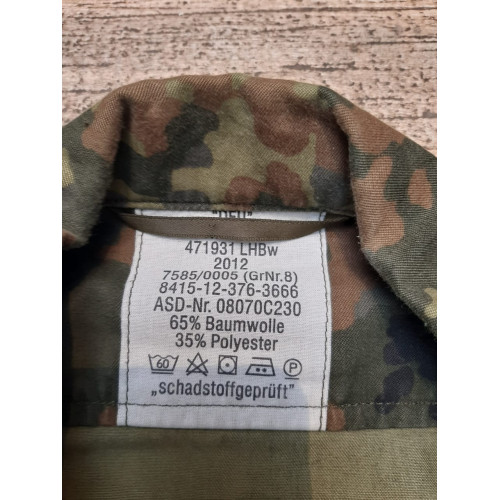 471931 LHBw
2012
7585/0005 (GrNr.8)
8415-12-376-3666
ASD-Nr. 08070C230
65% Baumwolle
35% Polyester
60 P
„schadstoffgeprüft"